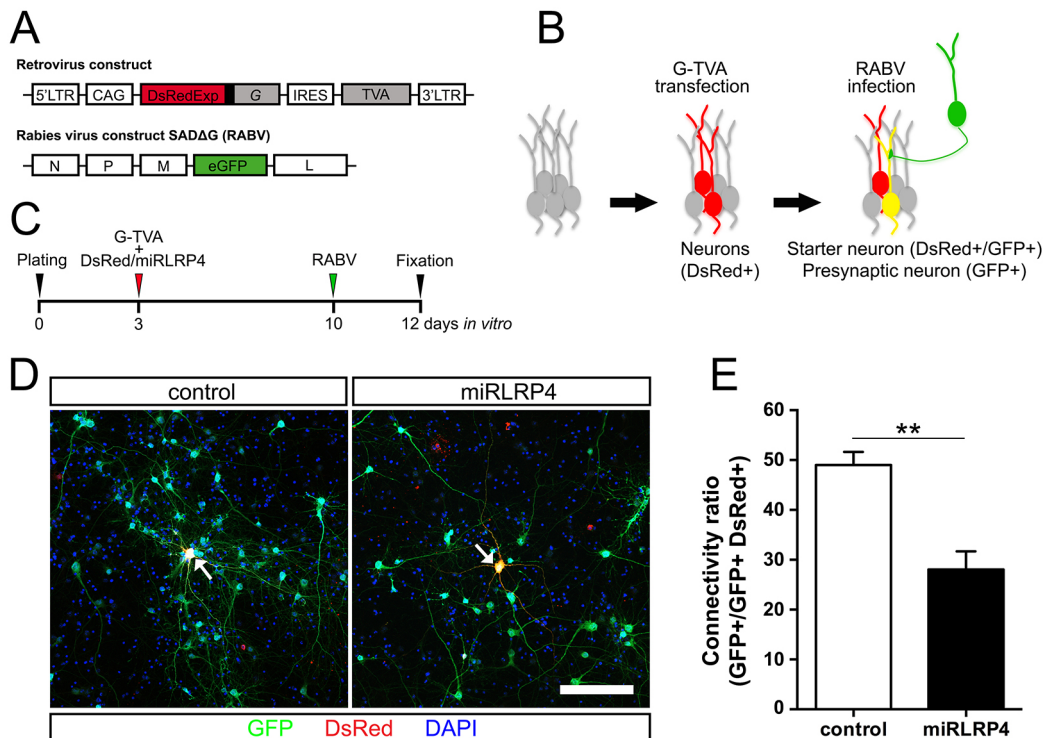 A
Retrovirus construct
5'LTR CAG DsRedExp G IRES TVA 3'LTR
Rabies virus construct SADΔG (RABV)
N P M eGFP L
B
G-TVA
transfection
RABV
infection
Neurons
(DsRed+)
Starter neuron (DsRed+/GFP+)
Presynaptic neuron (GFP+)
C
G-TVA
+
Plating DsRed/miRLRP4 RABV Fixation
0 3 10 12 days in vitro
D
control miRLRP4
GFP DsRed DAPI
E
Connectivity ratio
(GFP+/GFP+ DsRed+)
60
50
40
30
20
10
0
**
control miRLRP4